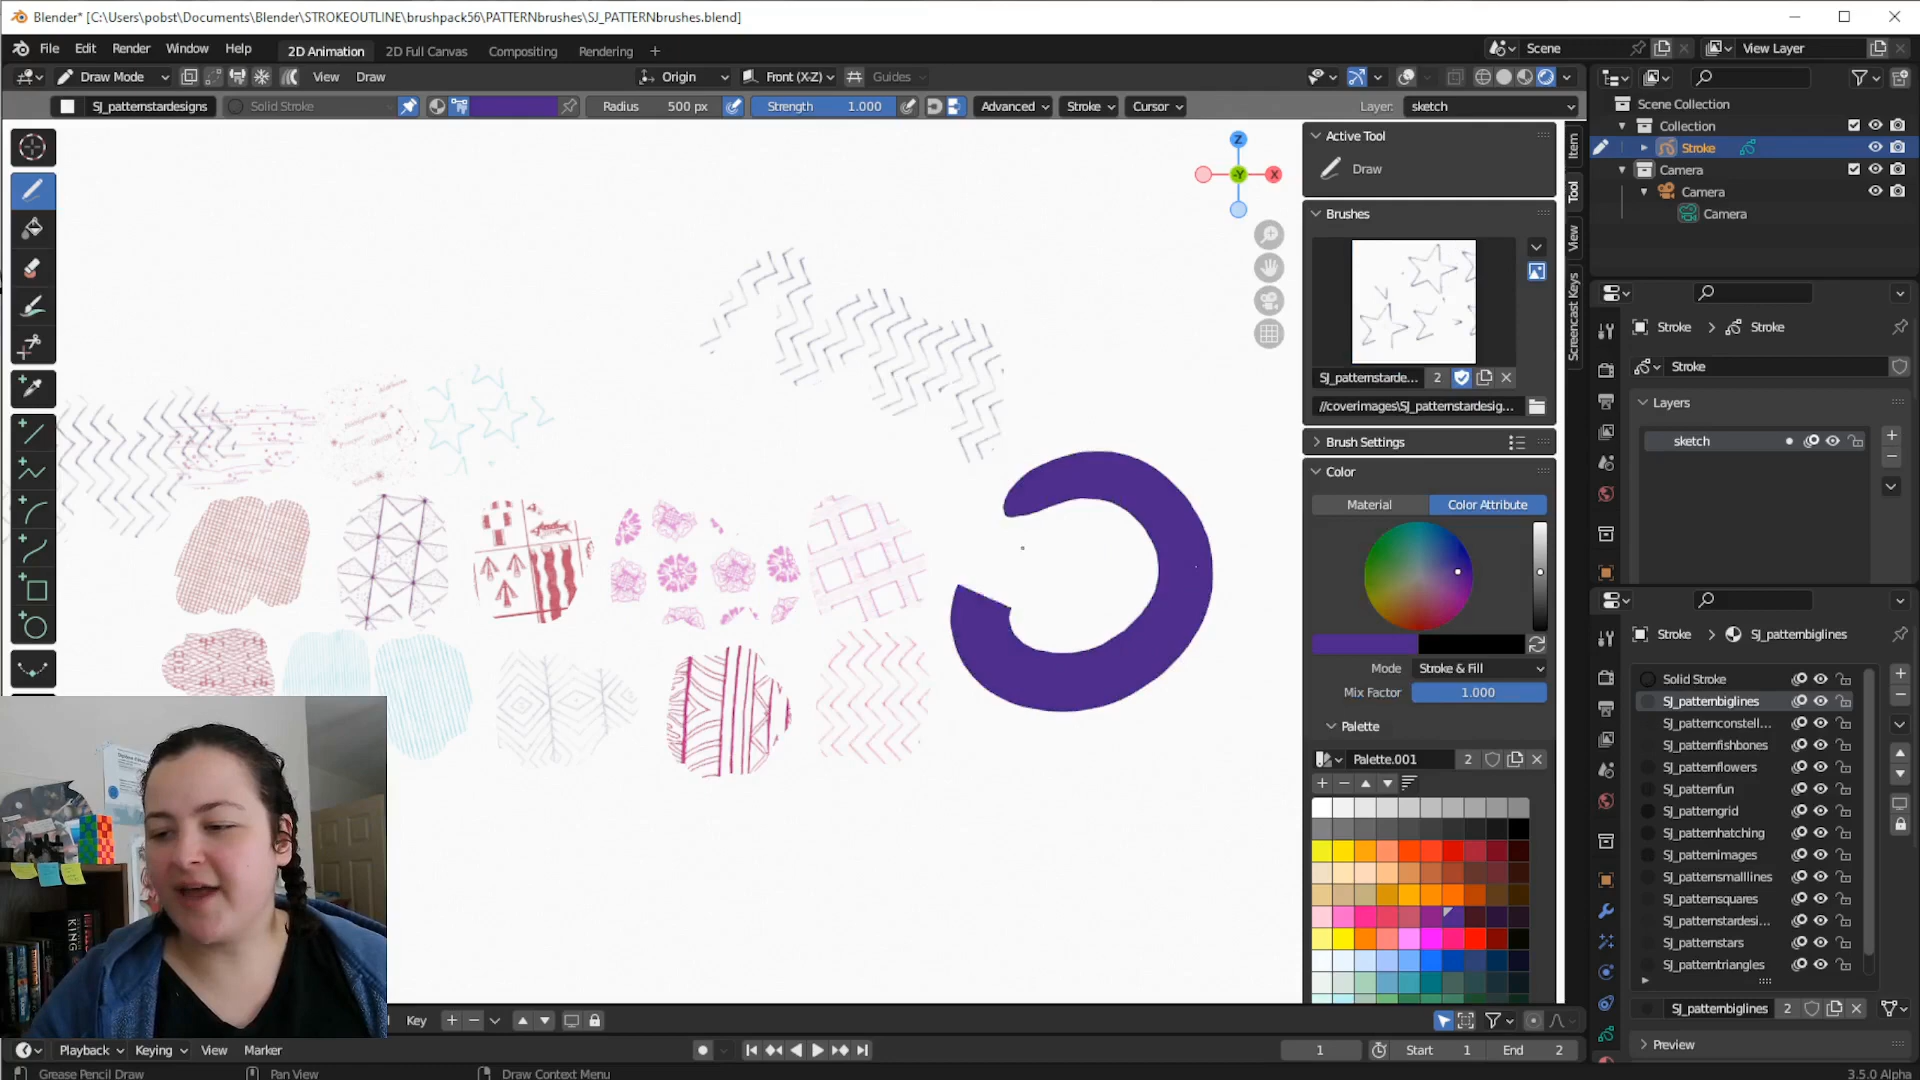 Blender* [C:\Users\pobst\Documents\Blender\STROKEOUTLINE\brushpack56\PATTERNbrushes\SJ_PATTERNbrushes.blend]
File Edit Render Window Help 2D Animation 2D Full Canvas Compositing Rendering + Scene View Layer
Draw Mode View Draw Origin Front (X-Z) Guides
SJ_patternstardesigns Solid Stroke Radius 500 px Strength 1.000 Advanced Stroke Cursor Layer: sketch
Scene Collection
Collection
Stroke
Camera
Camera
Camera
Z
-Y
X
Item
Tool
View
Screencast Keys
Active Tool
Draw
Brushes
SJ_patternstarde... 2
//coverimages\SJ_patternstardesig...
Brush Settings
Color
Material Color Attribute
Mode Stroke & Fill
Mix Factor 1.000
Palette
Palette.001 2
Stroke > Stroke
Stroke
Layers
sketch
Stroke > SJ_patternbiglines
Solid Stroke
SJ_patternbiglines
SJ_patternconstell...
SJ_patternfishbones
SJ_patternflowers
SJ_patternfun
SJ_patterngrid
SJ_patternhatching
SJ_patternimages
SJ_patternsmalllines
SJ_patternsquares
SJ_patternstardesi...
SJ_patternstars
SJ_patterntriangles
SJ_patternbiglines 2
Preview
KING
Key
Playback Keying View Marker 1 Start 1 End 2
Grease Pencil Draw Pan View Draw Context Menu 3.5.0 Alpha